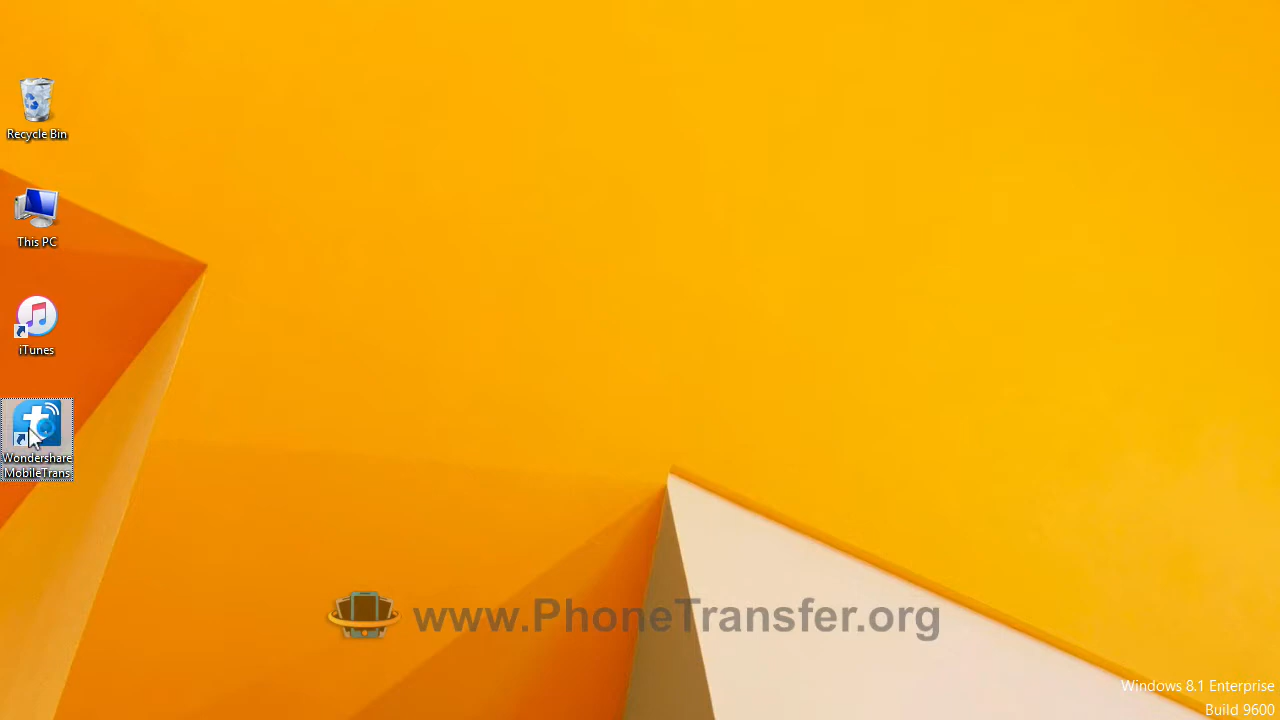 Recycle Bin
This PC
iTunes
Wondershare
MobileTrans
www.PhoneTransfer.org
Windows 8.1 Enterprise
Build 9600